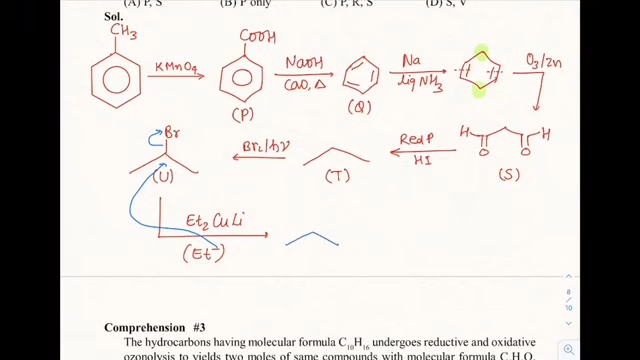 (A) P, S (B) P only (C) P, R, S (D) S, V
Sol.
CH3 COOH
KMnO4 NaOH CaO, Δ Na liq NH3 O3/Zn
(P) (Q)
Br Br2/hν Red P HI H O O H
(U) (T) (S)
Et2CuLi
(Et⁻)
8
/
10
Comprehension #3
The hydrocarbons having molecular formula C10H16 undergoes reductive and oxidative
ozonolysis to yields two moles of same compounds with molecular formula